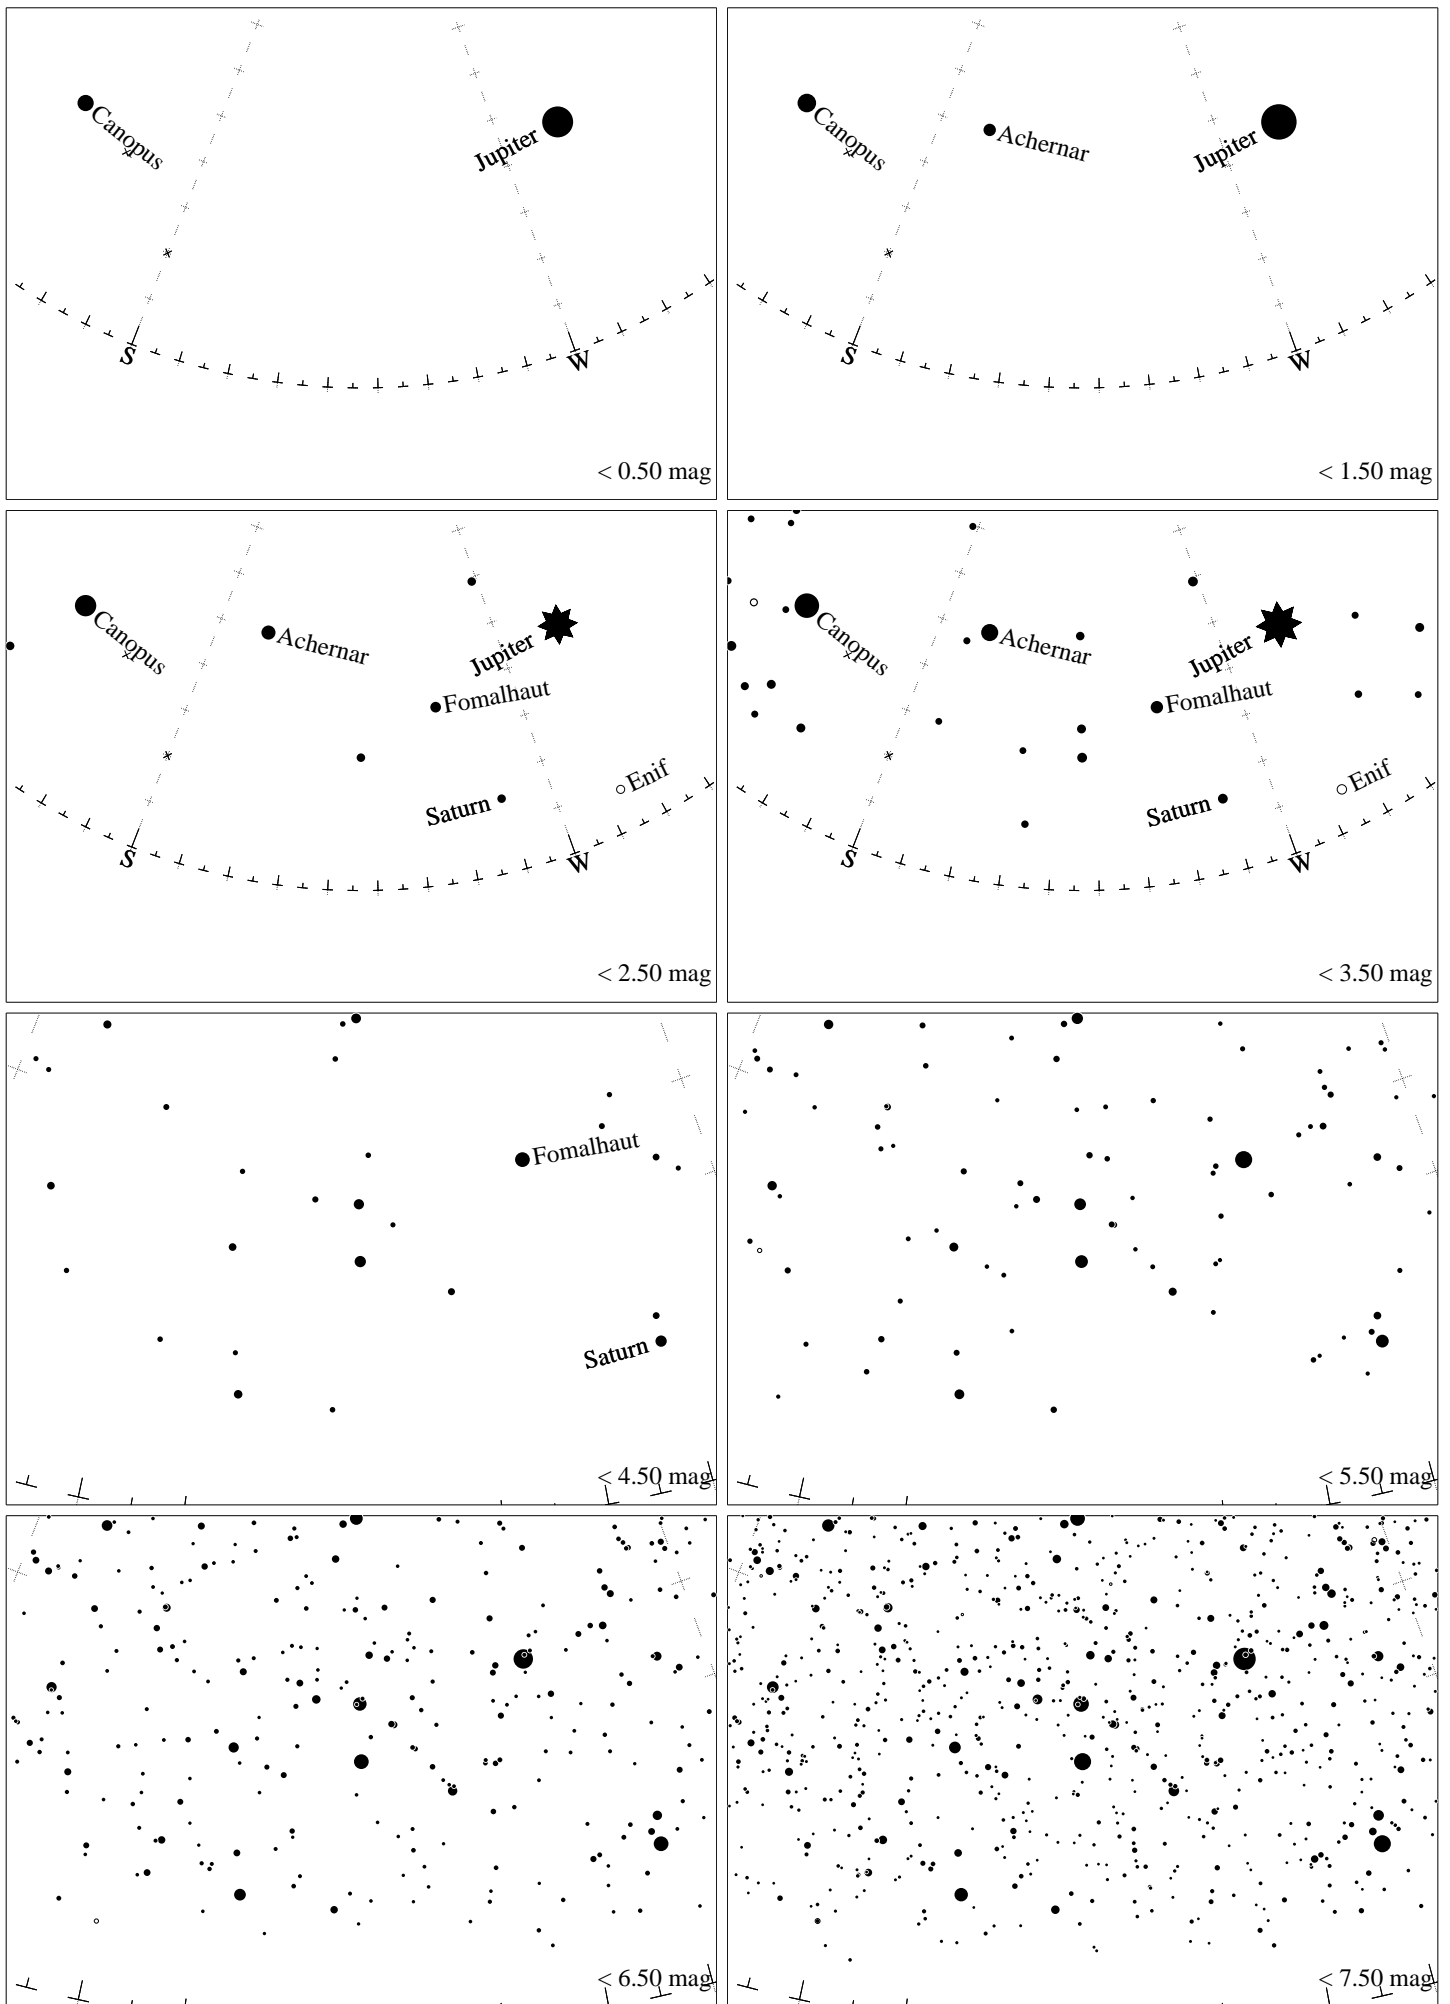 Canopus
Jupiter
S
W
< 0.50 mag
Canopus
Achernar
Jupiter
S
W
< 1.50 mag
Canopus
Achernar
Jupiter
Fomalhaut
Enif
Saturn
S
W
< 2.50 mag
Canopus
Achernar
Jupiter
Fomalhaut
Enif
Saturn
S
W
< 3.50 mag
Fomalhaut
Saturn
< 4.50 mag
< 5.50 mag
< 6.50 mag
< 7.50 mag